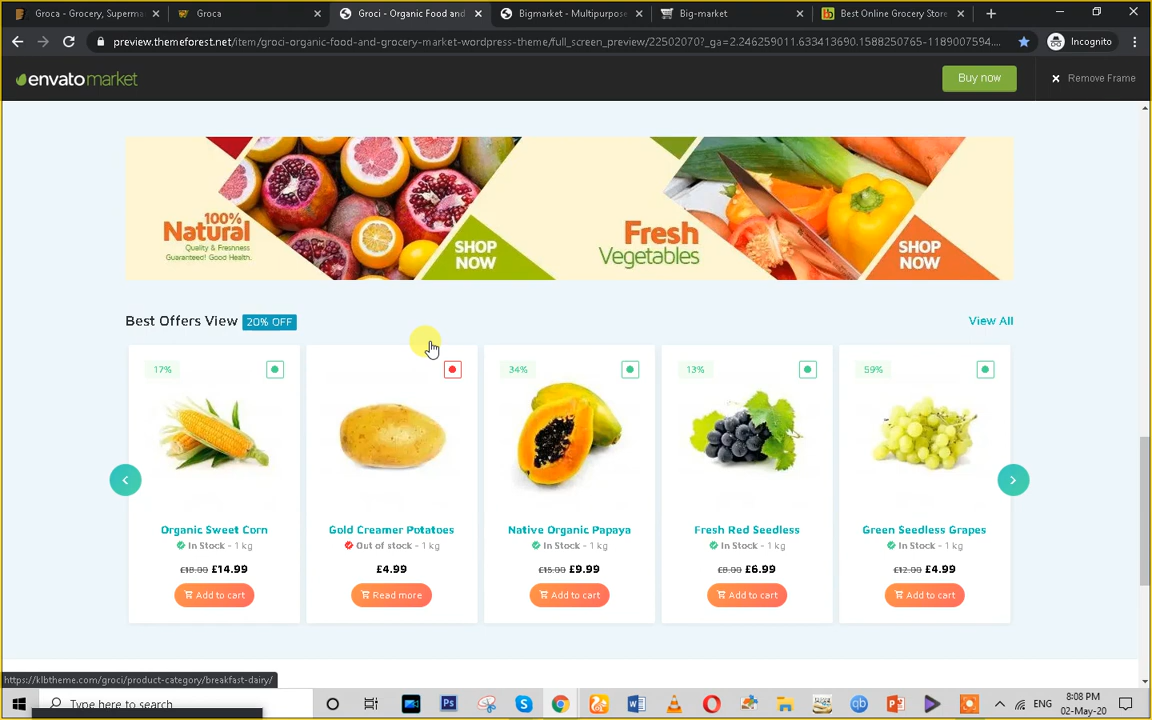 Groca - Grocery, Superma
Groca
Groci - Organic Food and
Bigmarket - Multipurpose
Big-market
Best Online Grocery Store
preview.themeforest.net/item/groci-organic-food-and-grocery-market-wordpress-theme/full_screen_preview/22502070?_ga=2.246259011.633413690.1588250765-1189007594....
Incognito
envato market
Buy now
Remove Frame
100%
Natural
Quality & Freshness
Guaranteed! Good Health.
SHOP
NOW
Fresh
Vegetables
SHOP
NOW
Best Offers View 20% OFF
View All
17%
34%
13%
59%
Organic Sweet Corn
Gold Creamer Potatoes
Native Organic Papaya
Fresh Red Seedless
Green Seedless Grapes
In Stock - 1 kg
Out of stock - 1 kg
In Stock - 1 kg
In Stock - 1 kg
In Stock - 1 kg
£18.00 £14.99
£4.99
£15.00 £9.99
£8.00 £6.99
£12.00 £4.99
Add to cart
Read more
Add to cart
Add to cart
Add to cart
https://klbtheme.com/groci/product-category/breakfast-dairy/
Type here to search
ENG
8:08 PM
02-May-20